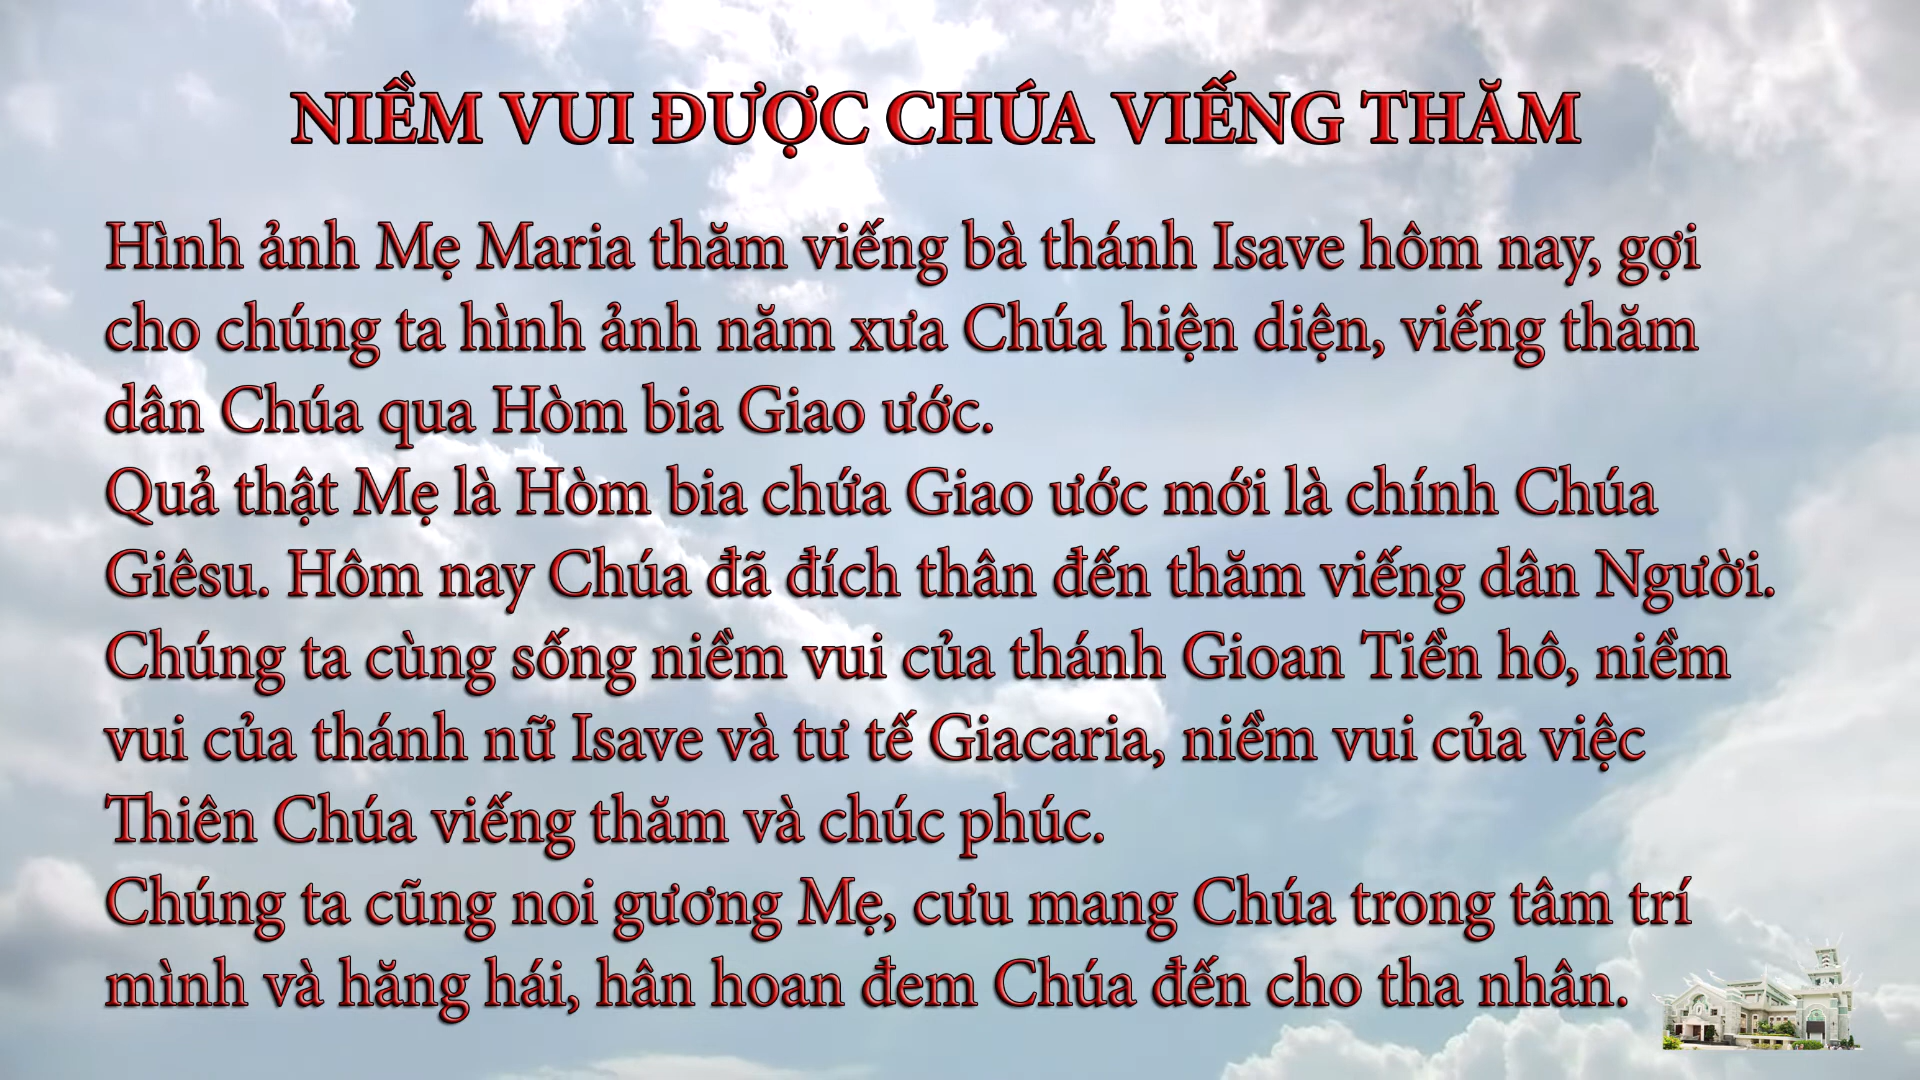 NIỀM VUI ĐƯỢC CHÚA VIẾNG THĂM
Hình ảnh Mẹ Maria thăm viếng bà thánh Isave hôm nay, gợi
cho chúng ta hình ảnh năm xưa Chúa hiện diện, viếng thăm
dân Chúa qua Hòm bia Giao ước.
Quả thật Mẹ là Hòm bia chứa Giao ước mới là chính Chúa
Giêsu. Hôm nay Chúa đã đích thân đến thăm viếng dân Người.
Chúng ta cùng sống niềm vui của thánh Gioan Tiền hô, niềm
vui của thánh nữ Isave và tư tế Giacaria, niềm vui của việc
Thiên Chúa viếng thăm và chúc phúc.
Chúng ta cũng noi gương Mẹ, cưu mang Chúa trong tâm trí
mình và hăng hái, hân hoan đem Chúa đến cho tha nhân.